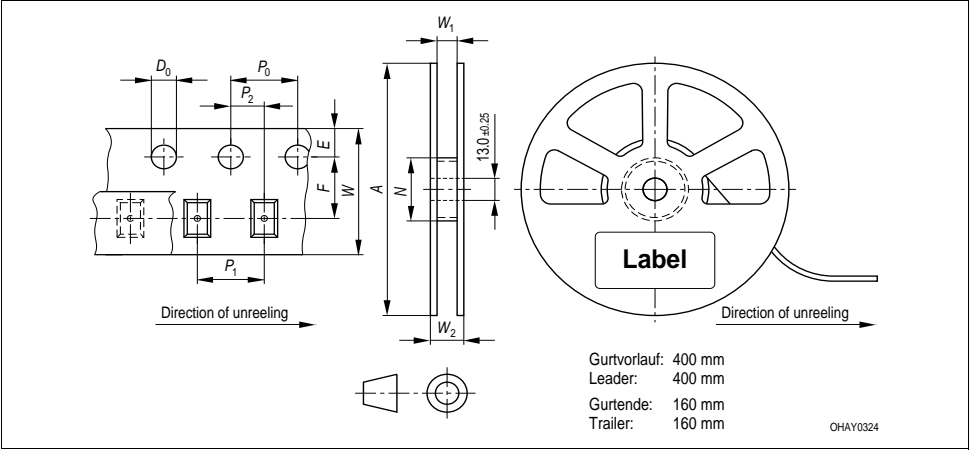 W1
D0
P0
P2
E
F
W
A
N
13.0 ±0.25
Label
P1
Direction of unreeling
W2
Direction of unreeling
Gurtvorlauf: 400 mm
Leader: 400 mm
Gurtende: 160 mm
Trailer: 160 mm
OHAY0324